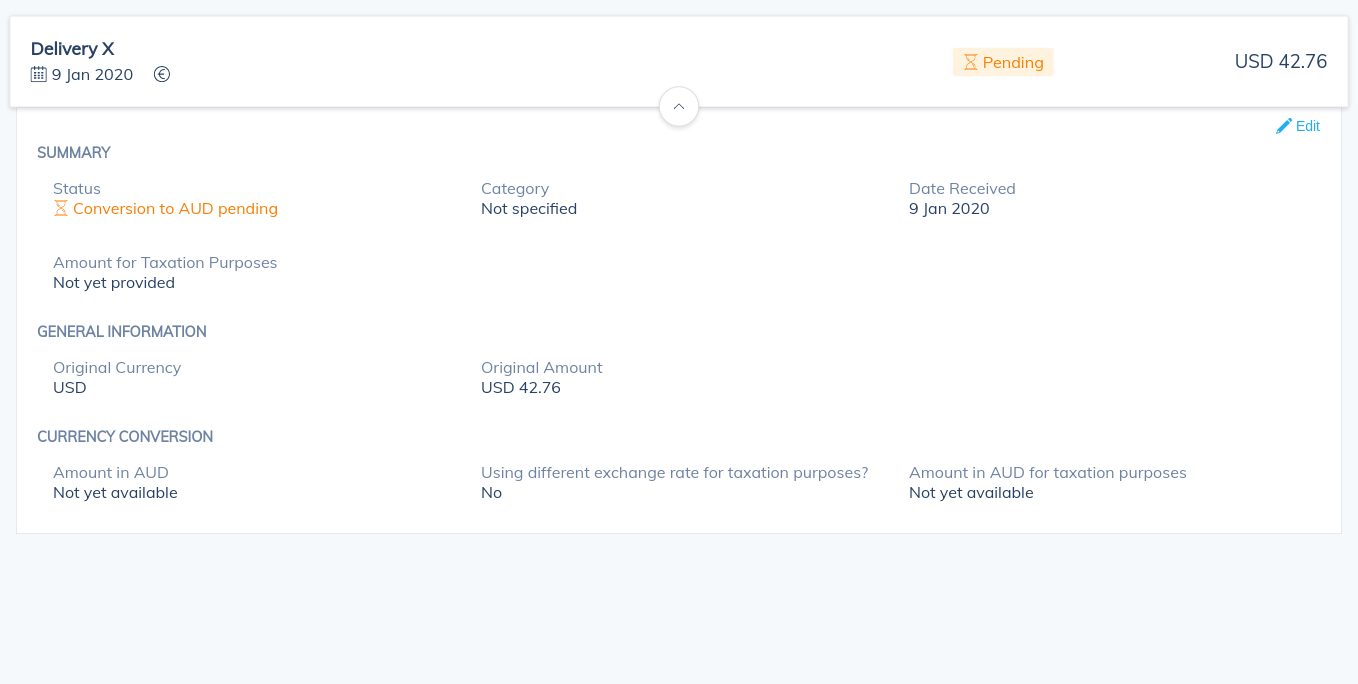 Delivery X
9 Jan 2020
Pending
USD 42.76
Edit
SUMMARY
Status
Conversion to AUD pending
Category
Not specified
Date Received
9 Jan 2020
Amount for Taxation Purposes
Not yet provided
GENERAL INFORMATION
Original Currency
USD
Original Amount
USD 42.76
CURRENCY CONVERSION
Amount in AUD
Not yet available
Using different exchange rate for taxation purposes?
No
Amount in AUD for taxation purposes
Not yet available